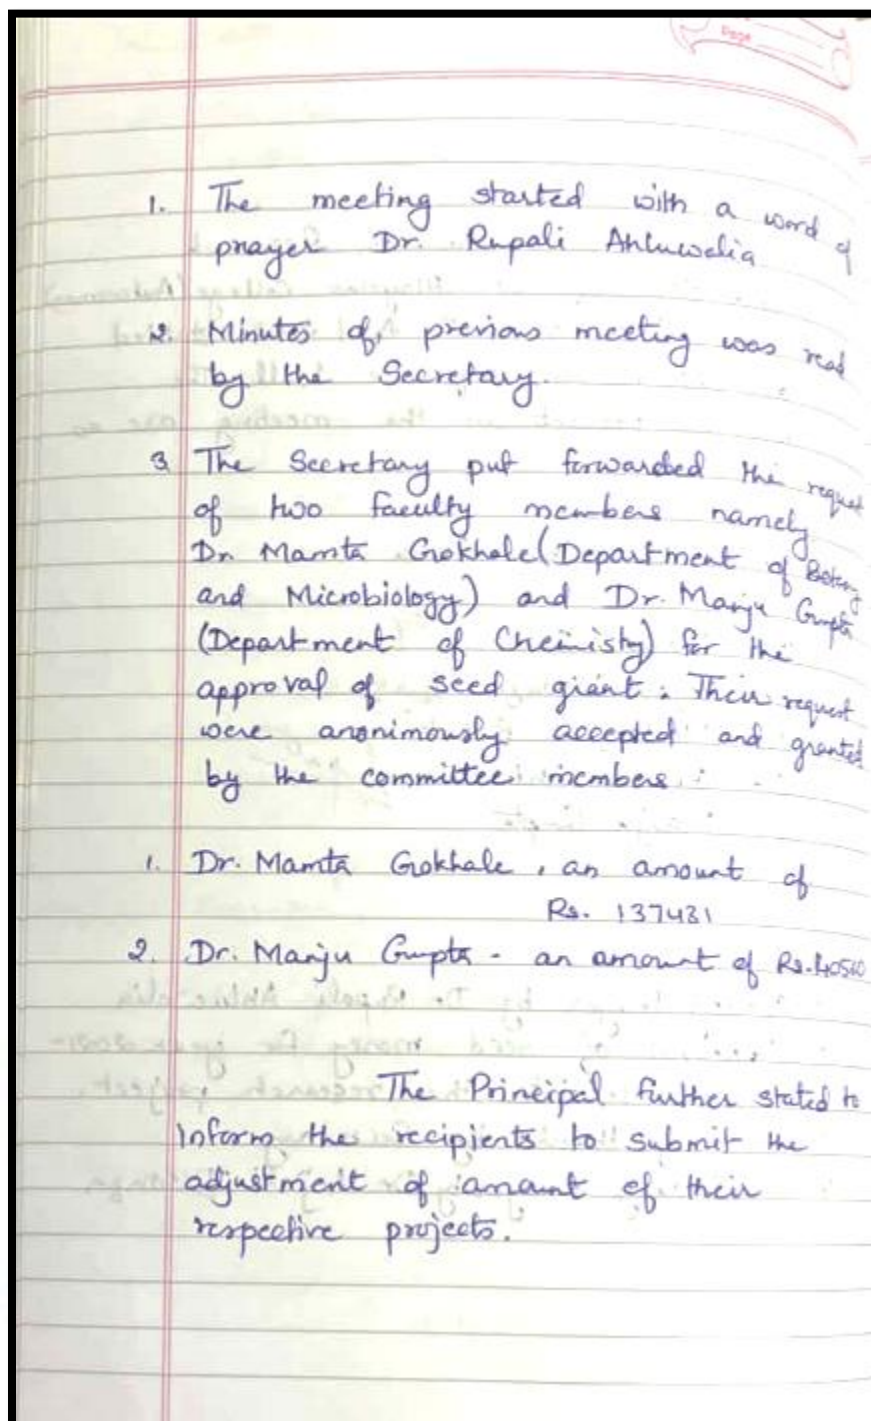 Page
1. The meeting started with a word of
prayer Dr. Rupali Ahluwalia
2. Minutes of previous meeting was read
by the Secretary.
3 The Secretary put forwarded the request
of two faculty members namely
Dr. Mamta Gokhale (Department of Botany
and Microbiology) and Dr. Manju Gupta
(Department of Chemisty) for the
approval of seed grant. Their request
were anonimously accepted and granted
by the committee members
1. Dr. Mamta Gokhale, an amount of
Rs. 137431
2. Dr. Manju Gupta - an amount of Rs.
The Principal further stated to
Inform the recipients to submit the
adjustment of amount of their
respective projects.